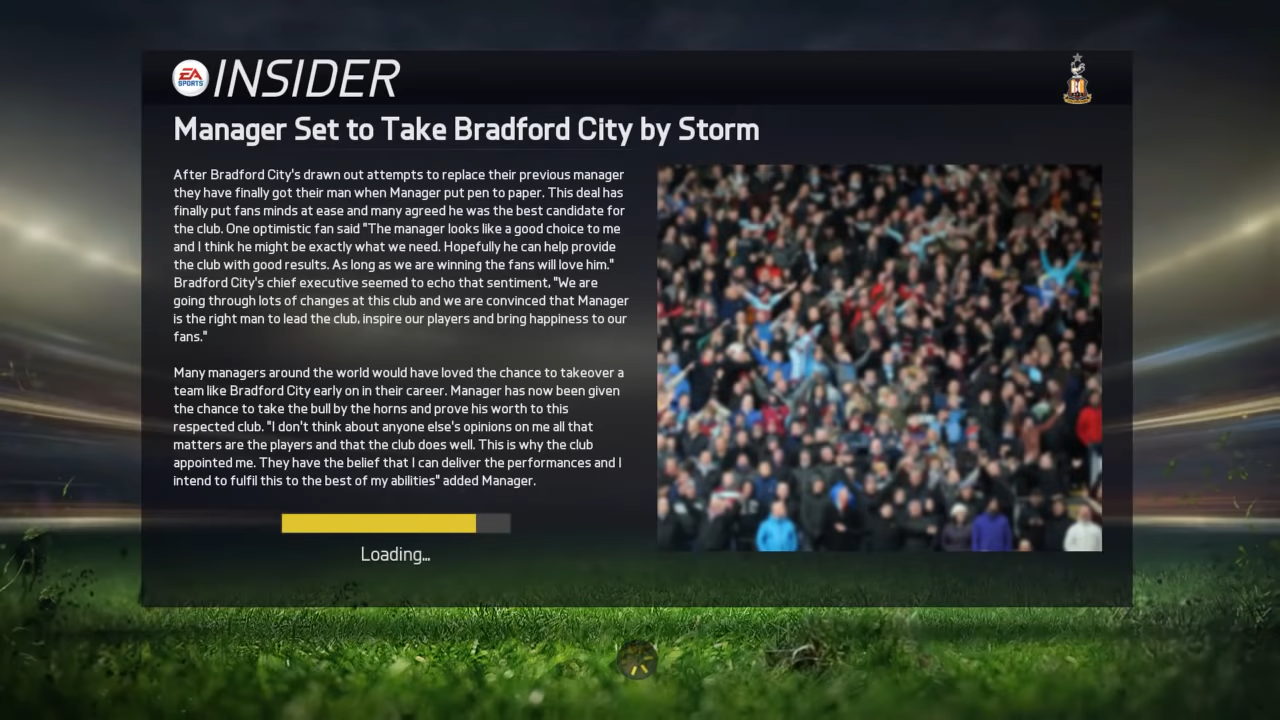 EA
SPORTS
INSIDER
Manager Set to Take Bradford City by Storm
After Bradford City's drawn out attempts to replace their previous manager
they have finally got their man when Manager put pen to paper. This deal has
finally put fans minds at ease and many agreed he was the best candidate for
the club. One optimistic fan said "The manager looks like a good choice to me
and I think he might be exactly what we need. Hopefully he can help provide
the club with good results. As long as we are winning the fans will love him."
Bradford City's chief executive seemed to echo that sentiment, "We are
going through lots of changes at this club and we are convinced that Manager
is the right man to lead the club, inspire our players and bring happiness to our
fans."
Many managers around the world would have loved the chance to takeover a
team like Bradford City early on in their career. Manager has now been given
the chance to take the bull by the horns and prove his worth to this
respected club. "I don't think about anyone else's opinions on me all that
matters are the players and that the club does well. This is why the club
appointed me. They have the belief that I can deliver the performances and I
intend to fulfil this to the best of my abilities" added Manager.
Loading...